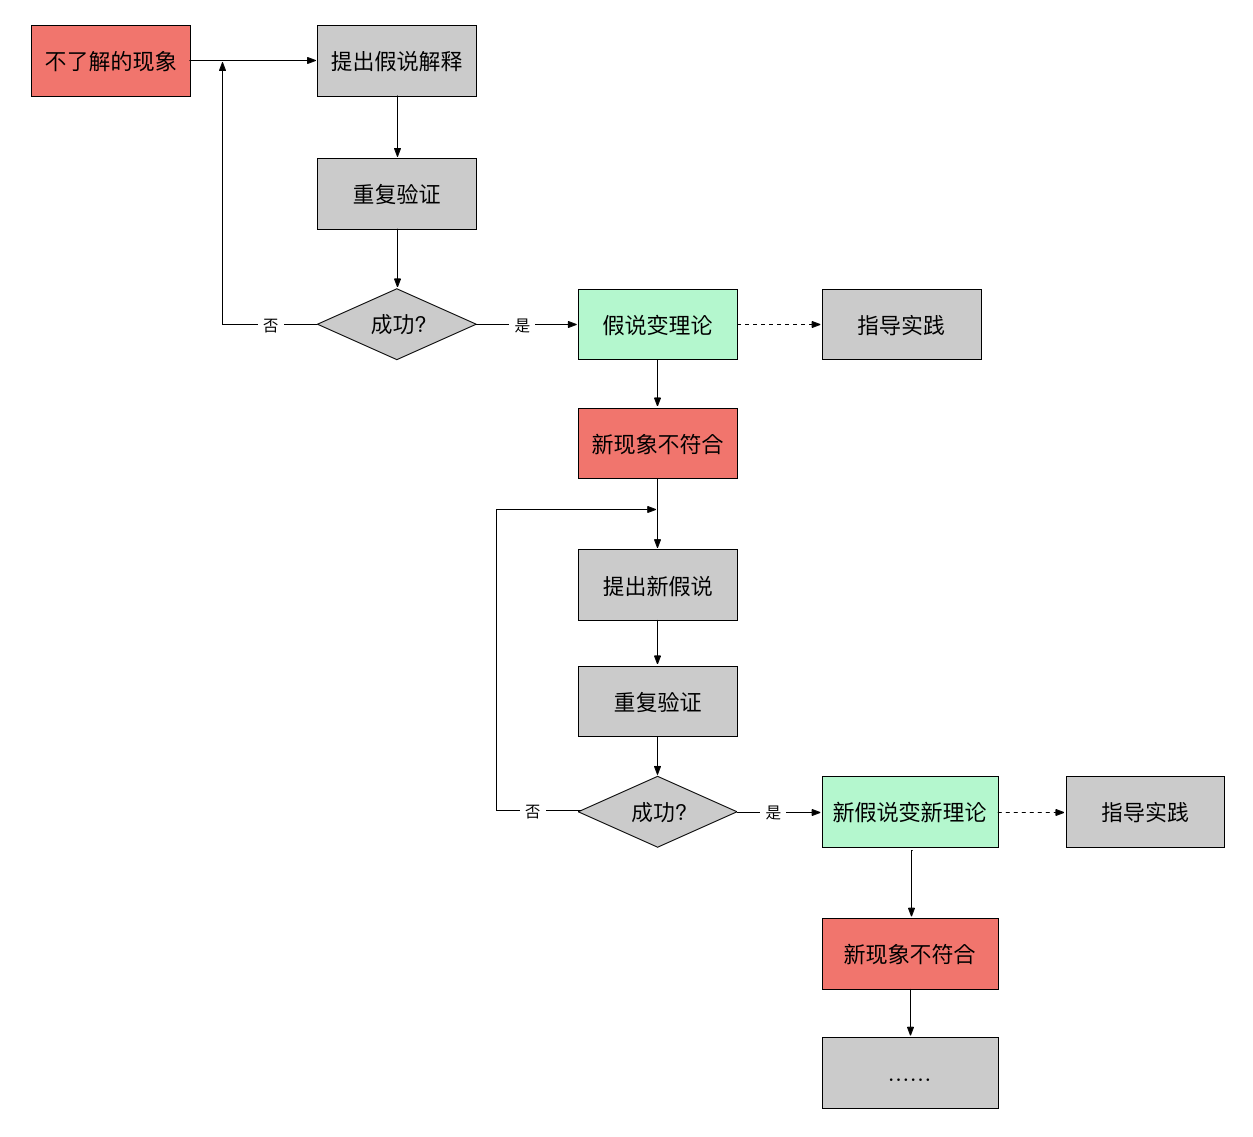 不了解的现象
提出假说解释
重复验证
否
成功?
是
假说变理论
指导实践
新现象不符合
提出新假说
重复验证
否
成功?
是
新假说变新理论
指导实践
新现象不符合
……